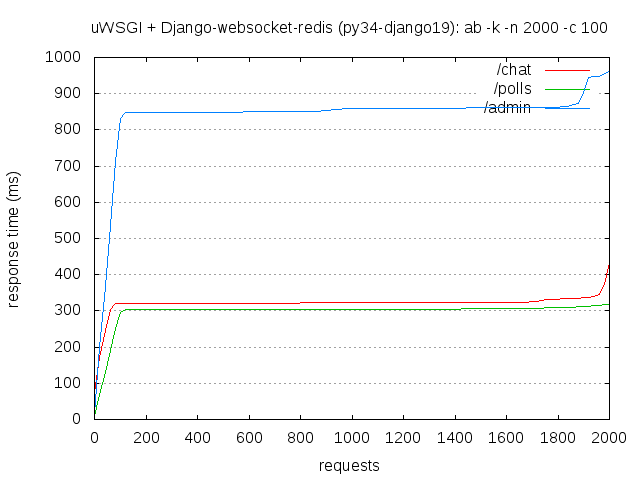 uWSGI + Django-websocket-redis (py34-django19): ab -k -n 2000 -c 100
1000
900
800
700
600
500
400
300
200
100
0
response time (ms)
/chat
/polls
/admin
0 200 400 600 800 1000 1200 1400 1600 1800 2000
requests